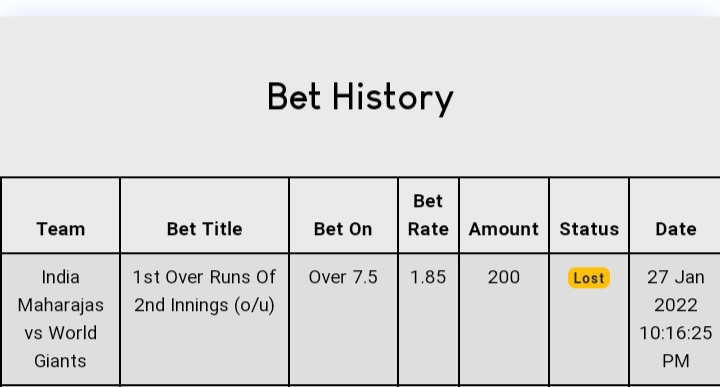 Bet History
Team Bet Title Bet On Bet Rate Amount Status Date
India Maharajas vs World Giants 1st Over Runs Of 2nd Innings (o/u) Over 7.5 1.85 200 Lost 27 Jan 2022 10:16:25 PM